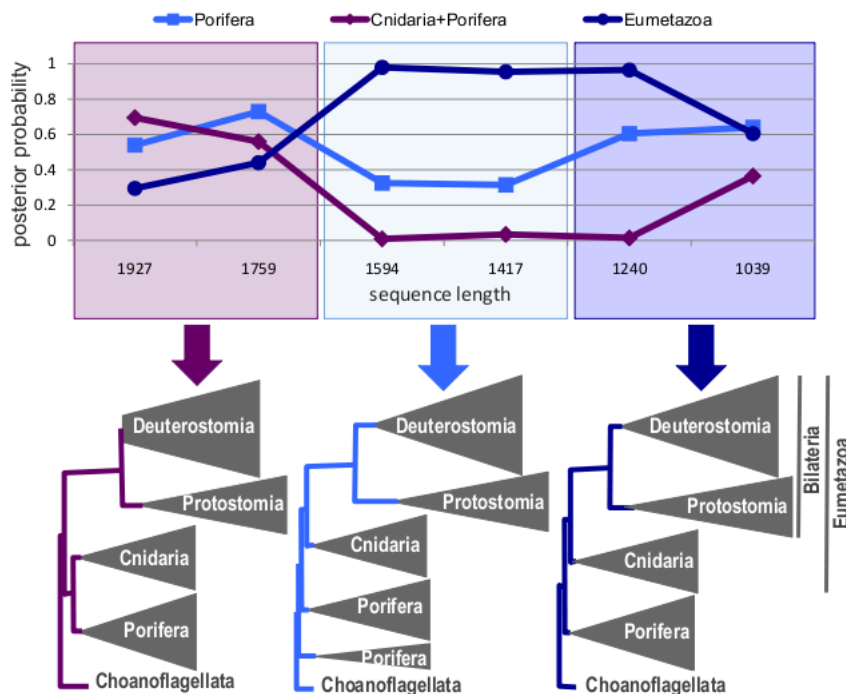 Porifera Cnidaria+Porifera Eumetazoa
posterior probability
1
0.8
0.6
0.4
0.2
0
1927 1759 1594 1417 1240 1039
sequence length
Deuterostomia Deuterostomia Deuterostomia
Protostomia Protostomia Protostomia
Bilateria
Eumetazoa
Cnidaria Cnidaria Cnidaria
Porifera Porifera Porifera
Porifera
Choanoflagellata Choanoflagellata Choanoflagellata